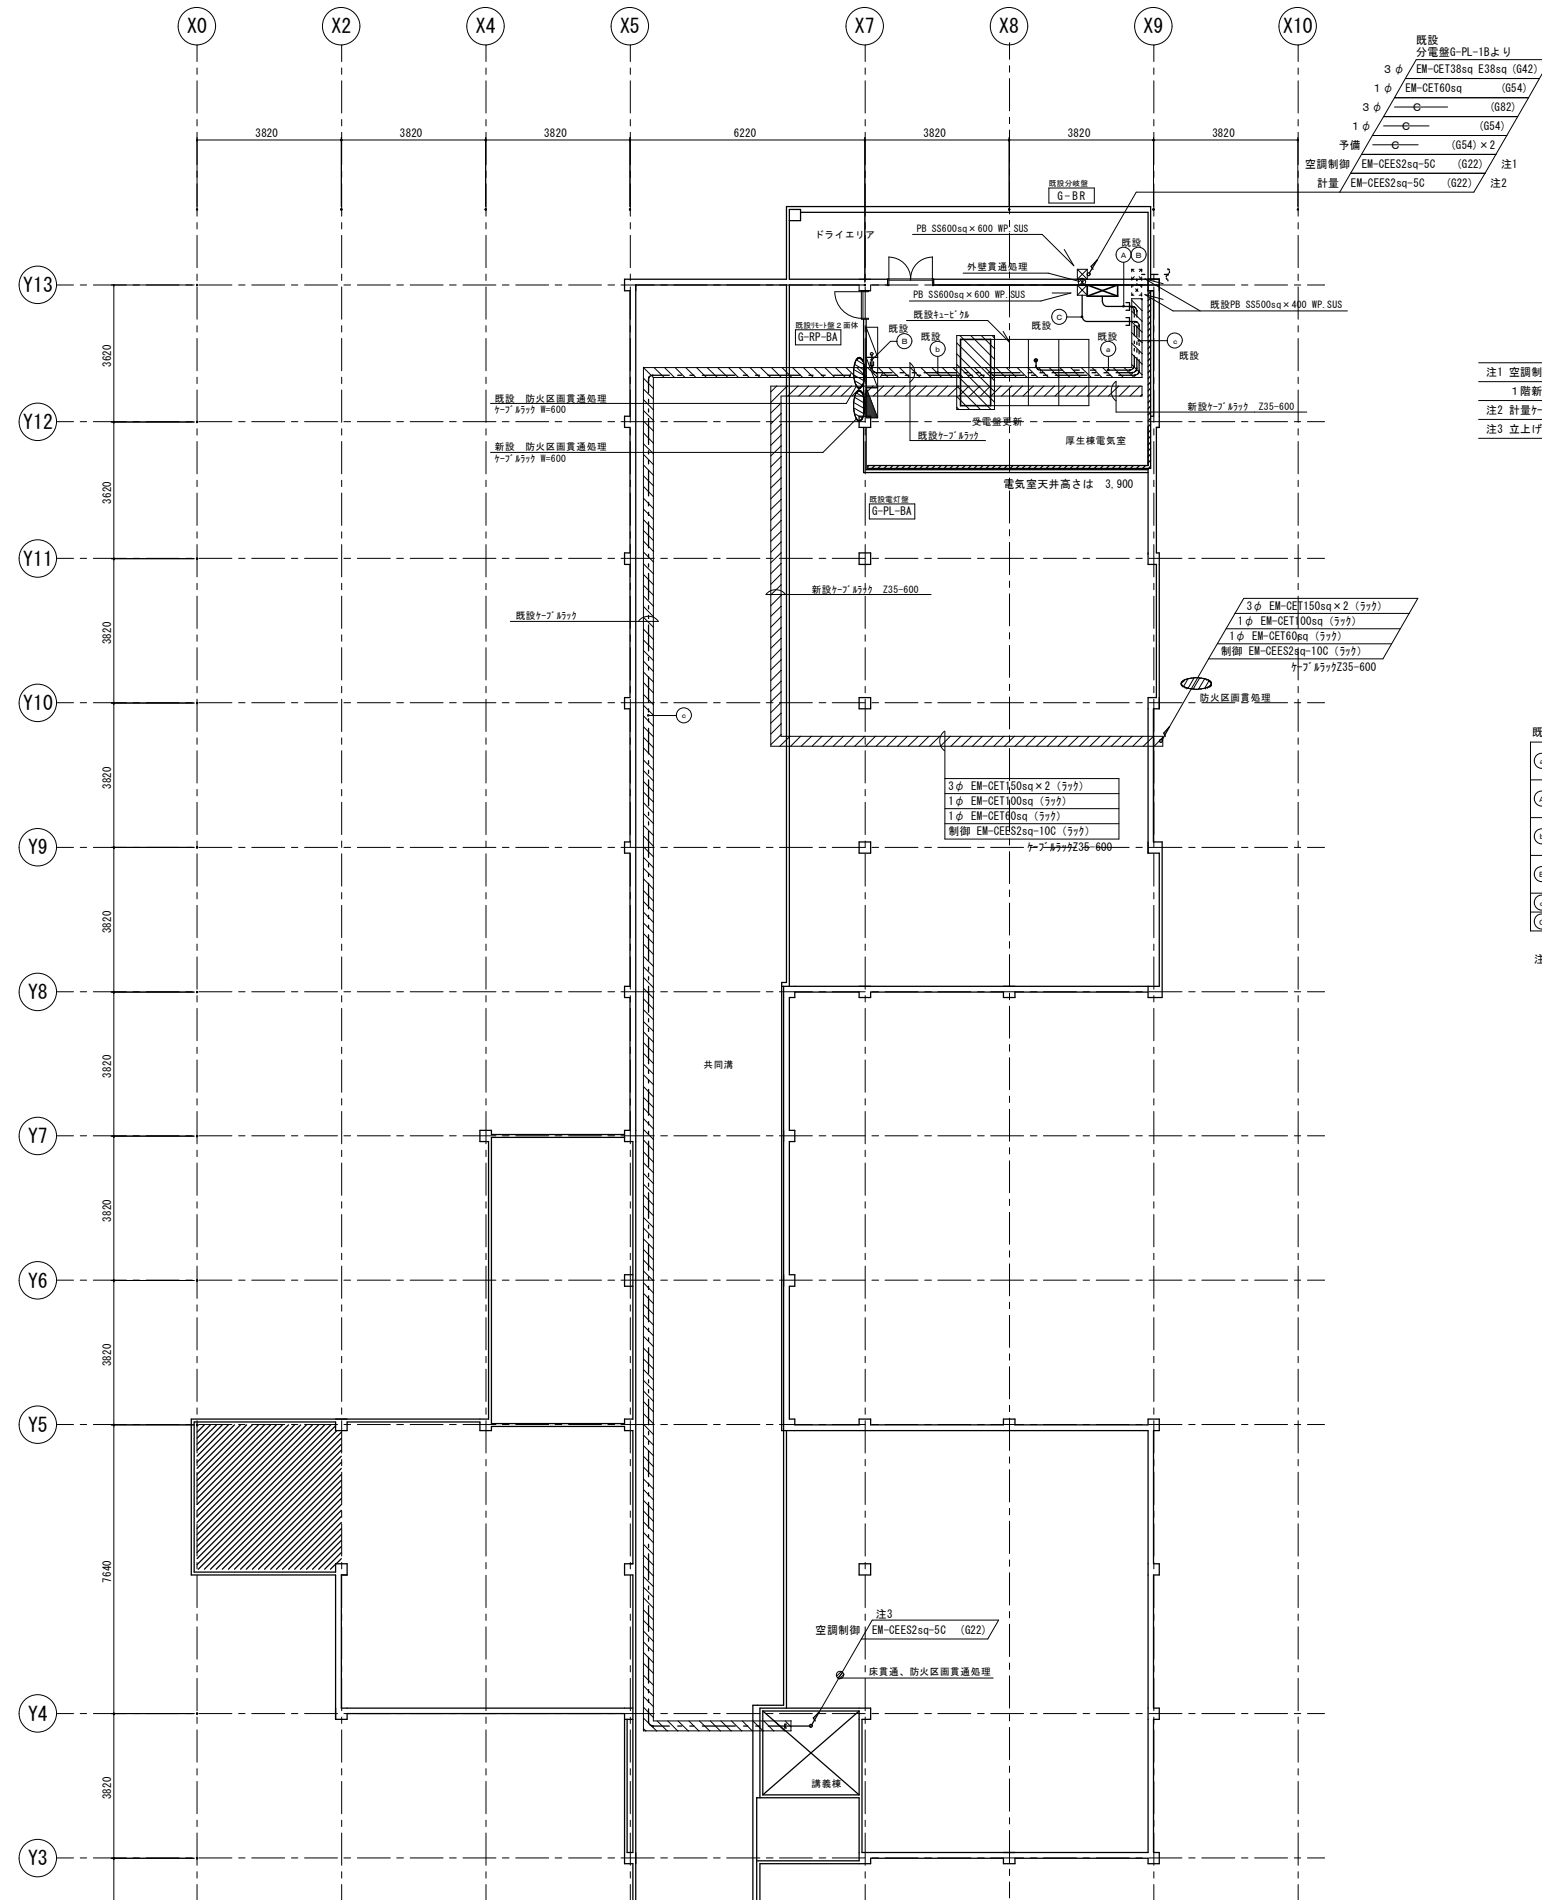 X0 X2 X4 X5 X7 X8 X9 X10
既設
分電盤G-PL-1Bより
3φ EM-CET38sq E38sq (G42)
1φ EM-CET60sq (G54)
3φ C (G82)
1φ C (G54)
予備 C (G54)×2
空調制御 EM-CEES2sq-5C (G22) 注1
計量 EM-CEES2sq-5C (G22) 注2
3820 3820 3820 6220 3820 3820 3820
既設分岐盤
G-BR
ドライエリア
PB SS600sq×600 WP.SUS
既設
A B
外壁貫通処理
Y13
PB SS600sq×600 WP.SUS
既設PB SS500sq×400 WP.SUS
既設ﾘﾓｰﾄ盤2面体
G-RP-BA
既設
B
既設
b
既設ｷｭｰﾋﾞｸﾙ
C
既設
既設
a
c
既設
3620
注1 空調制
1階新
注2 計量ｹｰ
注3 立上げ
既設 防火区画貫通処理
ｹｰﾌﾞﾙﾗｯｸ W=600
新設ｹｰﾌﾞﾙﾗｯｸ Z35-600
Y12
受電盤更新
既設ｹｰﾌﾞﾙﾗｯｸ
厚生棟電気室
新設 防火区画貫通処理
ｹｰﾌﾞﾙﾗｯｸ W=600
電気室天井高さは 3,900
3620
既設電灯盤
G-PL-BA
Y11
新設ｹｰﾌﾞﾙﾗｯｸ Z35-600
既設ｹｰﾌﾞﾙﾗｯｸ
3820
3φ EM-CET150sq×2 (ﾗｯｸ)
1φ EM-CET100sq (ﾗｯｸ)
1φ EM-CET60sq (ﾗｯｸ)
制御 EM-CEES2sq-10C (ﾗｯｸ)
ｹｰﾌﾞﾙﾗｯｸZ35-600
防火区画貫処理
Y10
c
3820
3φ EM-CET150sq×2 (ﾗｯｸ)
1φ EM-CET100sq (ﾗｯｸ)
1φ EM-CET60sq (ﾗｯｸ)
制御 EM-CEES2sq-10C (ﾗｯｸ)
ｹｰﾌﾞﾙﾗｯｸZ35-600
既
Y9
3820
注
Y8
3820
共同溝
Y7
3820
Y6
3820
Y5
7640
注3
空調制御 EM-CEES2sq-5C (G22)
床貫通、防火区画貫通処理
Y4
3820
講義棟
Y3